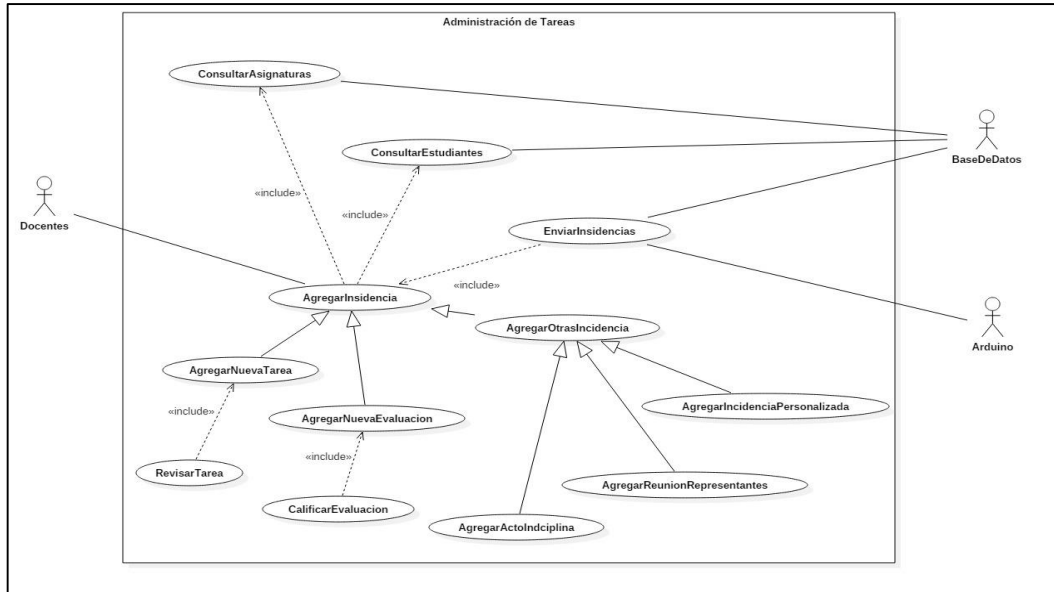 Administración de Tareas
ConsultarAsignaturas
ConsultarEstudiantes
BaseDeDatos
«include»
«include»
Docentes
EnviarInsidencias
«include»
AgregarInsidencia
AgregarOtrasIncidencia
Arduino
AgregarNuevaTarea
«include»
AgregarNuevaEvaluacion
AgregarIncidenciaPersonalizada
«include»
RevisarTarea
AgregarReunionRepresentantes
CalificarEvaluacion
AgregarActoIndciplina